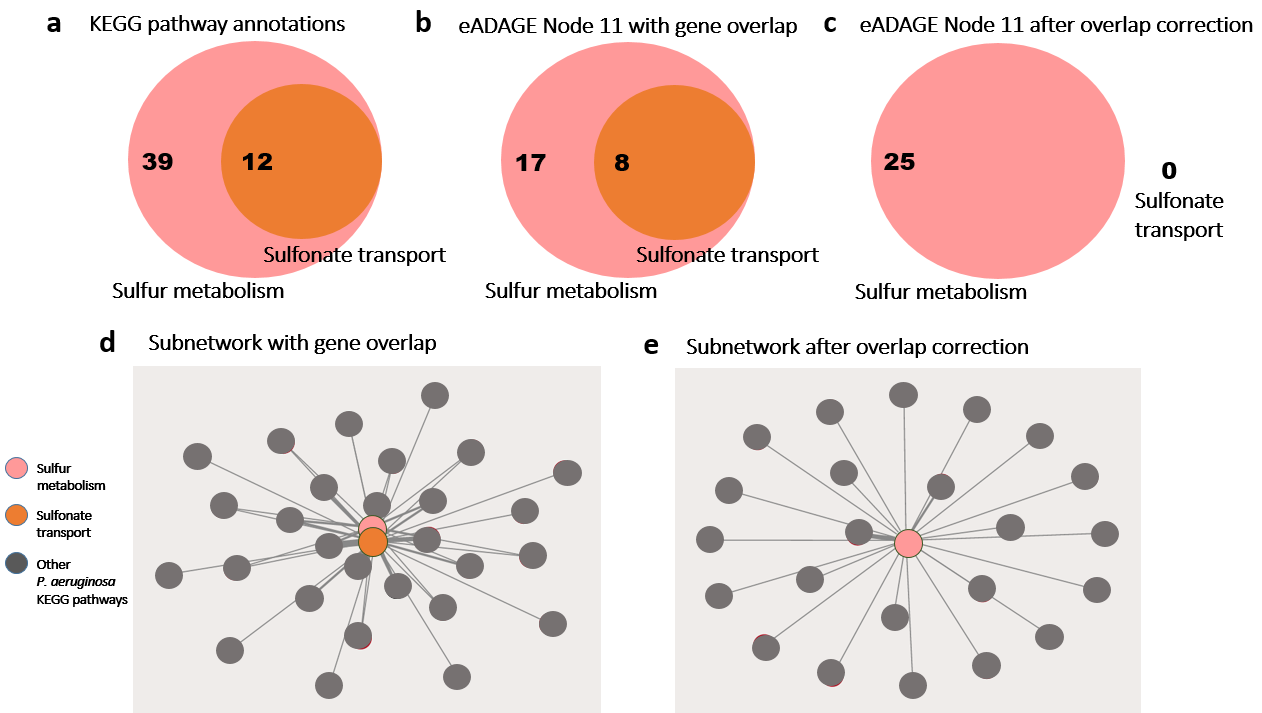 a KEGG pathway annotations
b eADAGE Node 11 with gene overlap
c eADAGE Node 11 after overlap correction
39
12
Sulfonate transport
Sulfur metabolism
17
8
Sulfonate transport
Sulfur metabolism
25
0
Sulfonate
transport
Sulfur metabolism
d Subnetwork with gene overlap
e Subnetwork after overlap correction
Sulfur
metabolism
Sulfonate
transport
Other
P. aeruginosa
KEGG pathways